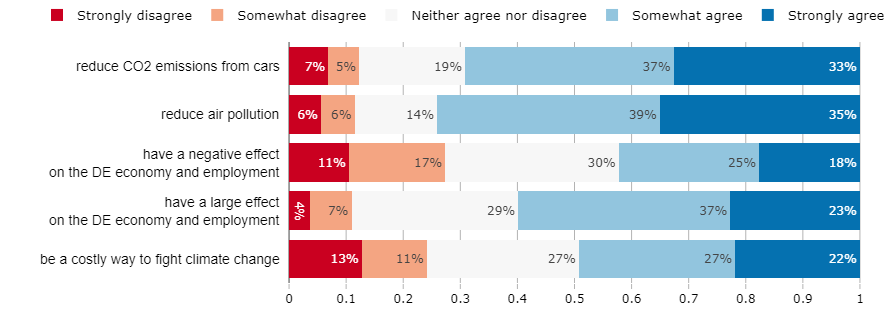 Strongly disagree Somewhat disagree Neither agree nor disagree Somewhat agree Strongly agree
reduce CO2 emissions from cars 7% 5% 19% 37% 33%
reduce air pollution 6% 6% 14% 39% 35%
have a negative effect
on the DE economy and employment 11% 17% 30% 25% 18%
have a large effect
on the DE economy and employment 4% 7% 29% 37% 23%
be a costly way to fight climate change 13% 11% 27% 27% 22%
0 0.1 0.2 0.3 0.4 0.5 0.6 0.7 0.8 0.9 1